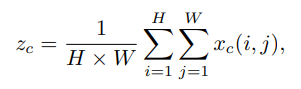 z_c = \frac{1}{H \times W} \sum_{i=1}^{H} \sum_{j=1}^{W} x_c(i, j),